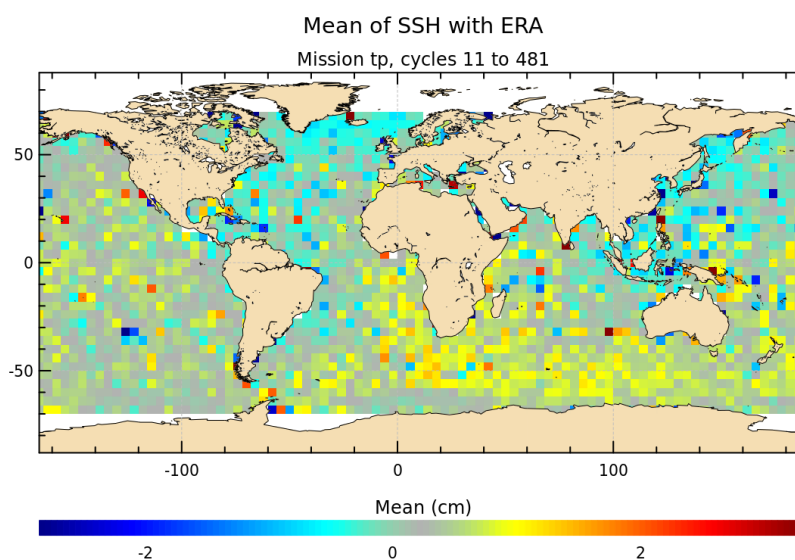 Mean of SSH with ERA
Mission tp, cycles 11 to 481
50
0
-50
-100 0 100
Mean (cm)
-2 0 2